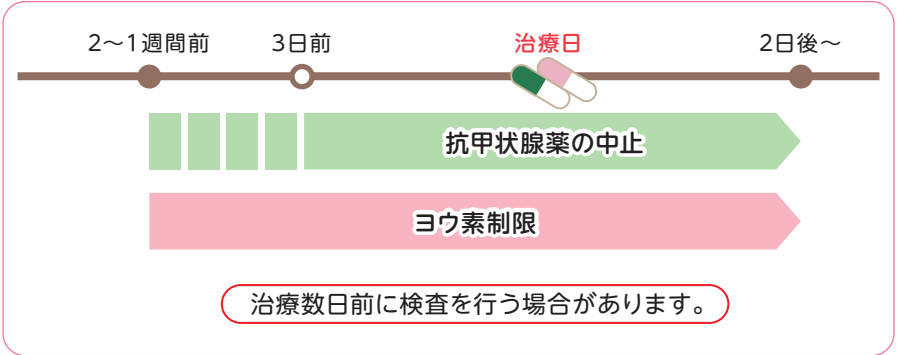 2〜1週間前 3日前 治療日 2日後〜
抗甲状腺薬の中止
ヨウ素制限
治療数日前に検査を行う場合があります。